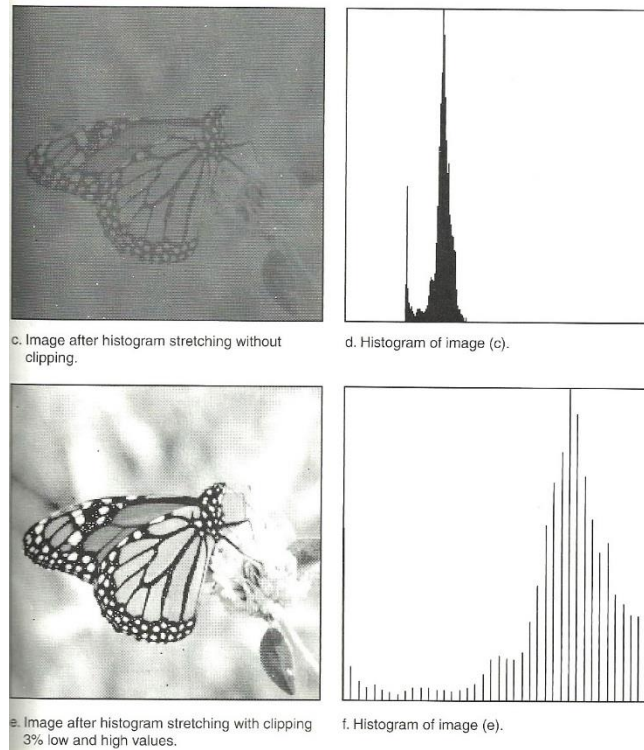 c. Image after histogram stretching without
clipping.
d. Histogram of image (c).
e. Image after histogram stretching with clipping
3% low and high values.
f. Histogram of image (e).